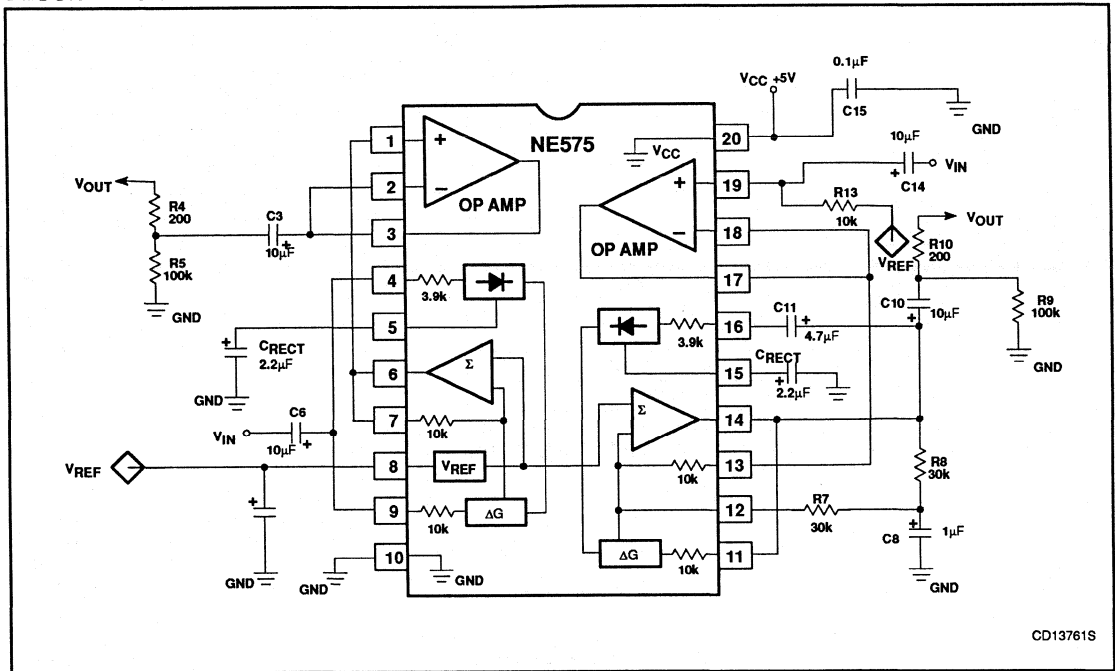 0.1µF
VCC +5V
C15
GND
NE575
1
+
20
VCC
10µF
VIN
+
C14
2
−
OP AMP
+
19
R13
10k
VOUT
R4
200
C3
+
10µF
3
OP AMP
−
18
VREF
VOUT
R10
200
R5
100k
GND
4
3.9k
17
C10
10µF
+
R9
100k
GND
5
3.9k
16
C11
+
4.7µF
+
CRECT
2.2µF
GND
6
Σ
15
CRECT
+
2.2µF
7
10k
Σ
14
VIN
C6
10µF
+
VREF
8
VREF
10k
13
R8
30k
+
GND
9
10k
ΔG
12
R7
30k
+
C8
1µF
GND
10
GND
GND
ΔG
10k
11
CD13761S